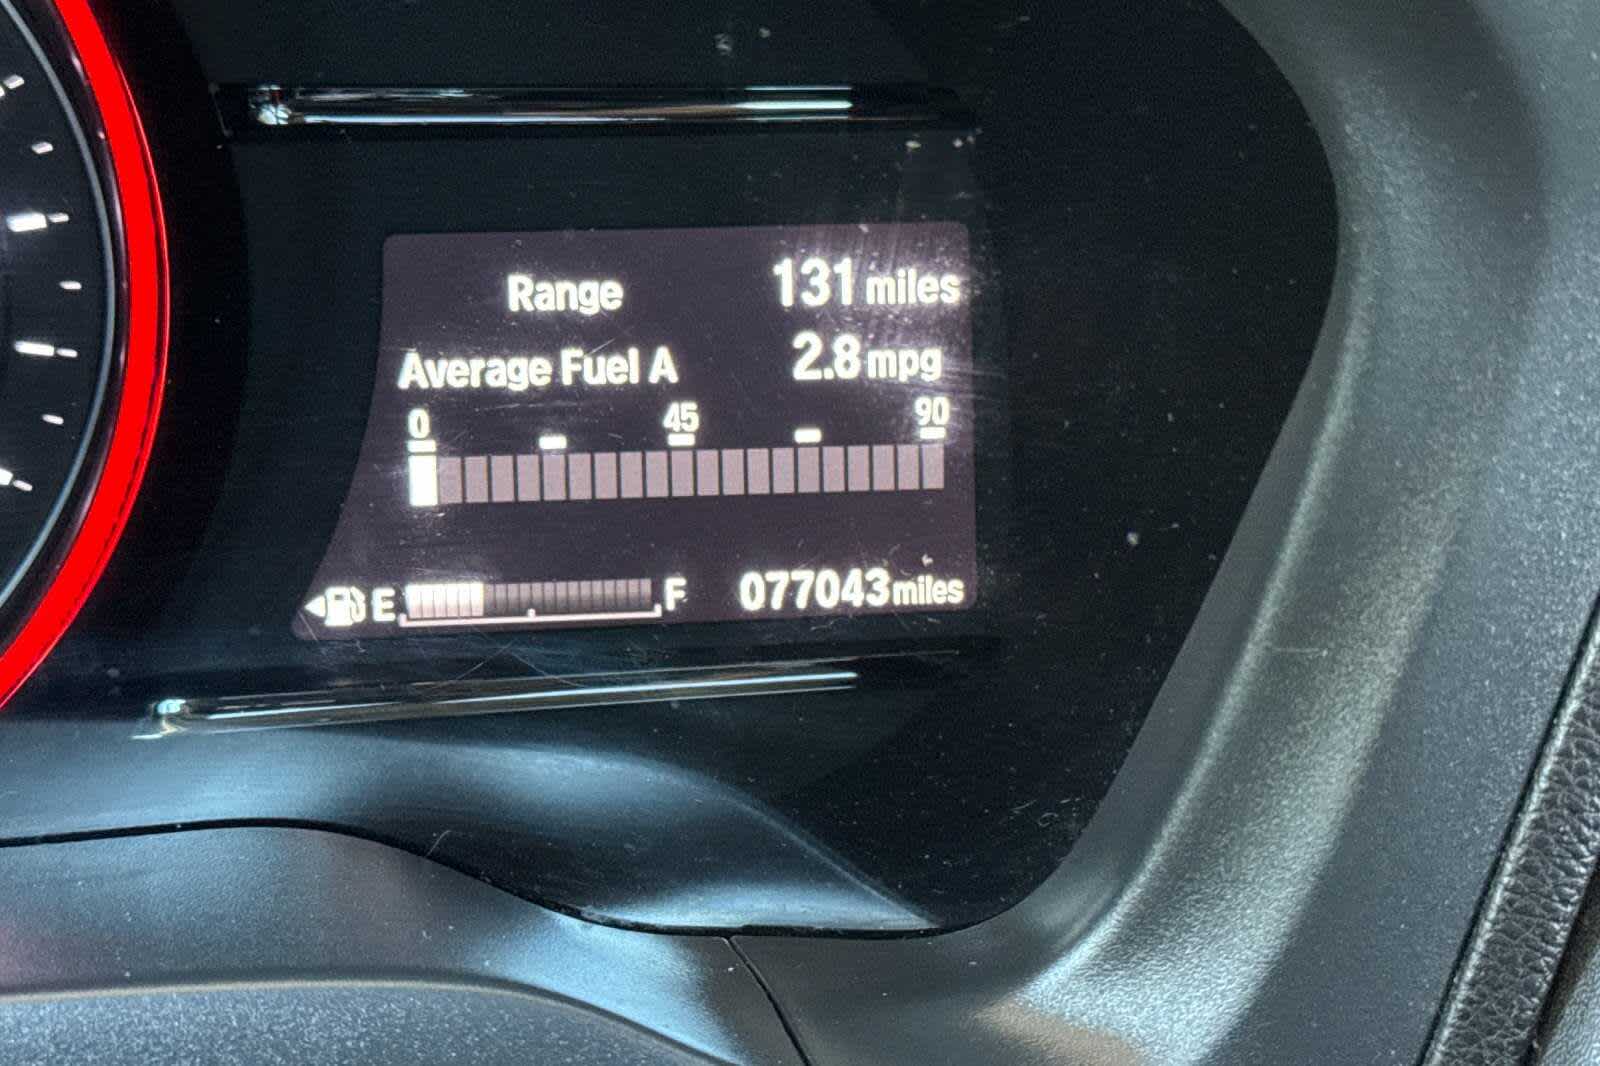 Range 131 miles
Average Fuel A 2.8 mpg
0 45 90
E F 077043 miles